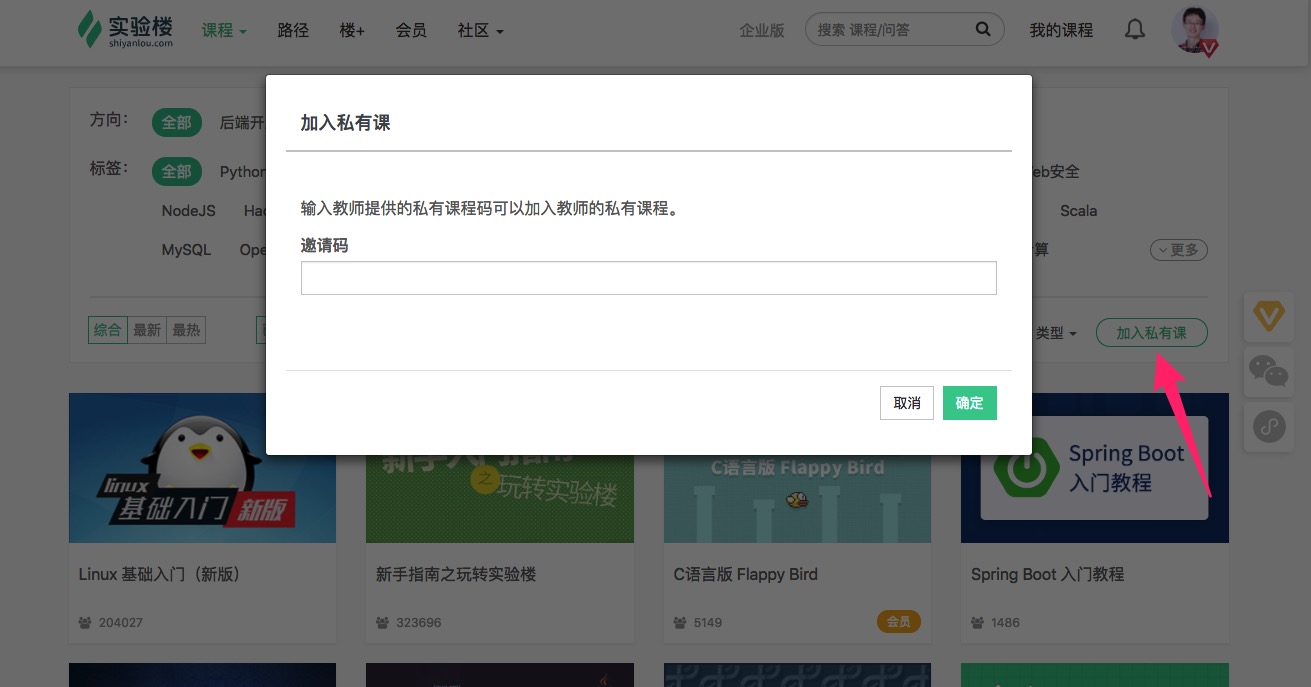 实验楼
shiyanlou.com
课程
路径
楼+
会员
社区
企业版
搜索 课程/问答
我的课程
加入私有课
方向：
全部
后端开
标签：
全部
Python
eb安全
NodeJS
Scala
MySQL
算
更多
输入教师提供的私有课程码可以加入教师的私有课程。
邀请码
综合
最新
最热
类型
加入私有课
取消
确定
linux
基础入门
新版
之
玩转实验楼
C语言版 Flappy Bird
Spring Boot
入门教程
Linux 基础入门（新版）
新手指南之玩转实验楼
C语言版 Flappy Bird
Spring Boot 入门教程
204027
323696
5149
会员
1486